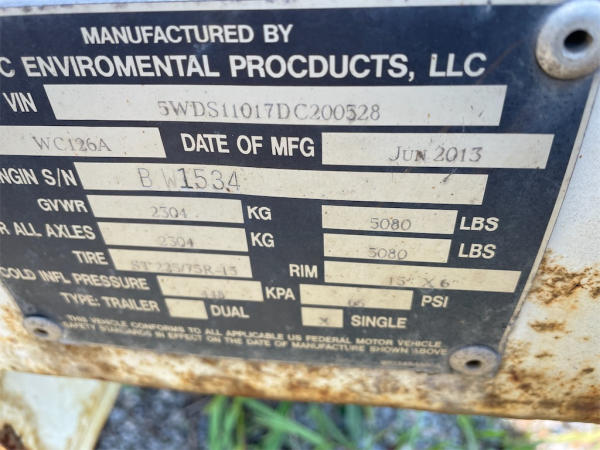 MANUFACTURED BY
C ENVIROMENTAL PROCDUCTS, LLC
VIN 5WDS11017DC200528
WC126A DATE OF MFG JUN 2013
NGIN S/N BW1534
GVWR 2304 KG 5080 LBS
R ALL AXLES 2304 KG 5080 LBS
TIRE ST225/75R-15 RIM 15" X 6"
COLD INFL PRESSURE KPA PSI
TYPE: TRAILER DUAL X SINGLE
THIS VEHICLE CONFORMS TO ALL APPLICABLE US FEDERAL MOTOR VEHICLE
SAFETY STANDARDS IN EFFECT ON THE DATE OF MANUFACTURE SHOWN ABOVE